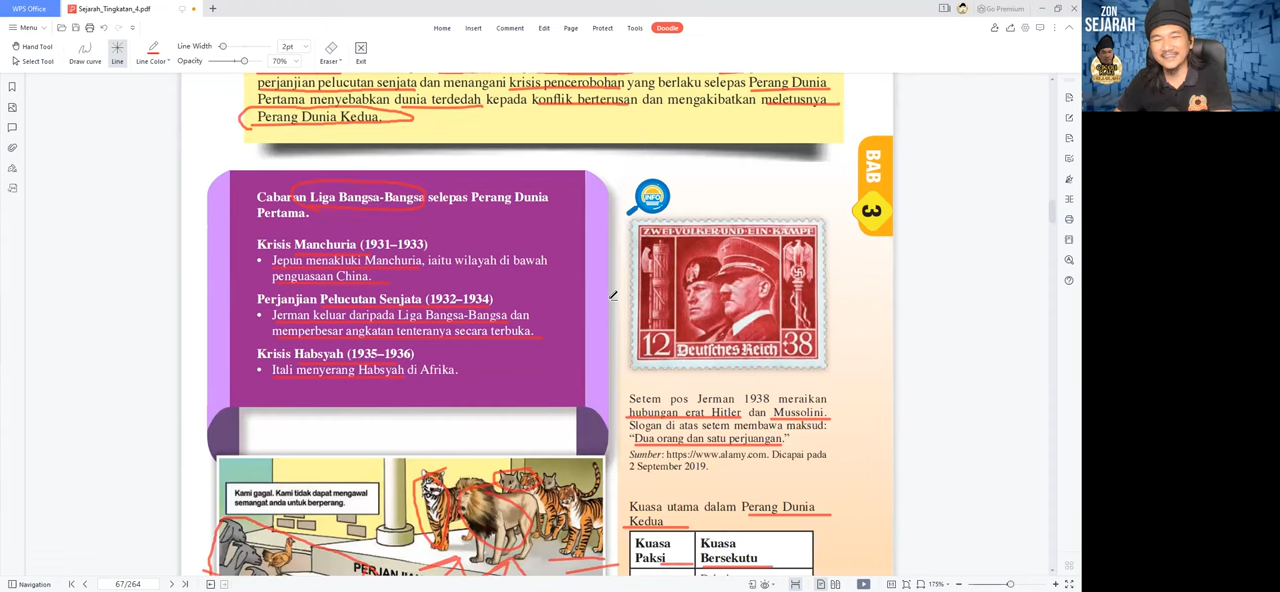 WPS Office
Sejarah_Tingkatan_4.pdf
+
1
Go Premium
Menu
Home
Insert
Comment
Edit
Page
Protect
Tools
Doodle
Hand Tool
Select Tool
Draw curve
Line
Line Color
Line Width
2pt
Opacity
70%
Eraser
Exit
ZON
SEJARAH
perjanjian pelucutan senjata dan menangani krisis pencerobohan yang berlaku selepas Perang Dunia
Pertama menyebabkan dunia terdedah kepada konflik berterusan dan mengakibatkan meletusnya
Perang Dunia Kedua.
BAB
3
Cabaran Liga Bangsa-Bangsa selepas Perang Dunia
Pertama.
Krisis Manchuria (1931–1933)
• Jepun menakluki Manchuria, iaitu wilayah di bawah
penguasaan China.
Perjanjian Pelucutan Senjata (1932–1934)
• Jerman keluar daripada Liga Bangsa-Bangsa dan
memperbesar angkatan tenteranya secara terbuka.
Krisis Habsyah (1935–1936)
• Itali menyerang Habsyah di Afrika.
INFO
ZWEI·VÖLKER·UND·EIN·KAMPF
12 Deutsches Reich +38
Setem pos Jerman 1938 meraikan
hubungan erat Hitler dan Mussolini.
Slogan di atas setem membawa maksud:
“Dua orang dan satu perjuangan.”
Sumber: https://www.alamy.com. Dicapai pada
2 September 2019.
Kami gagal. Kami tidak dapat mengawal
semangat anda untuk berperang.
Kuasa utama dalam Perang Dunia
Kedua
Kuasa
Paksi
Kuasa
Bersekutu
Navigation
67/264
175%